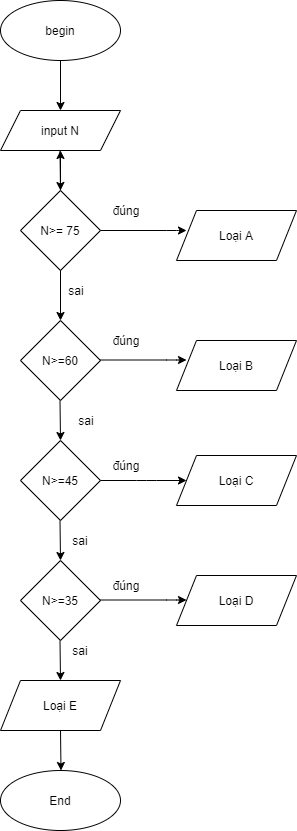 begin
input N
N>= 75
đúng
Loại A
sai
N>=60
đúng
Loại B
sai
N>=45
đúng
Loại C
sai
N>=35
đúng
Loại D
sai
Loại E
End